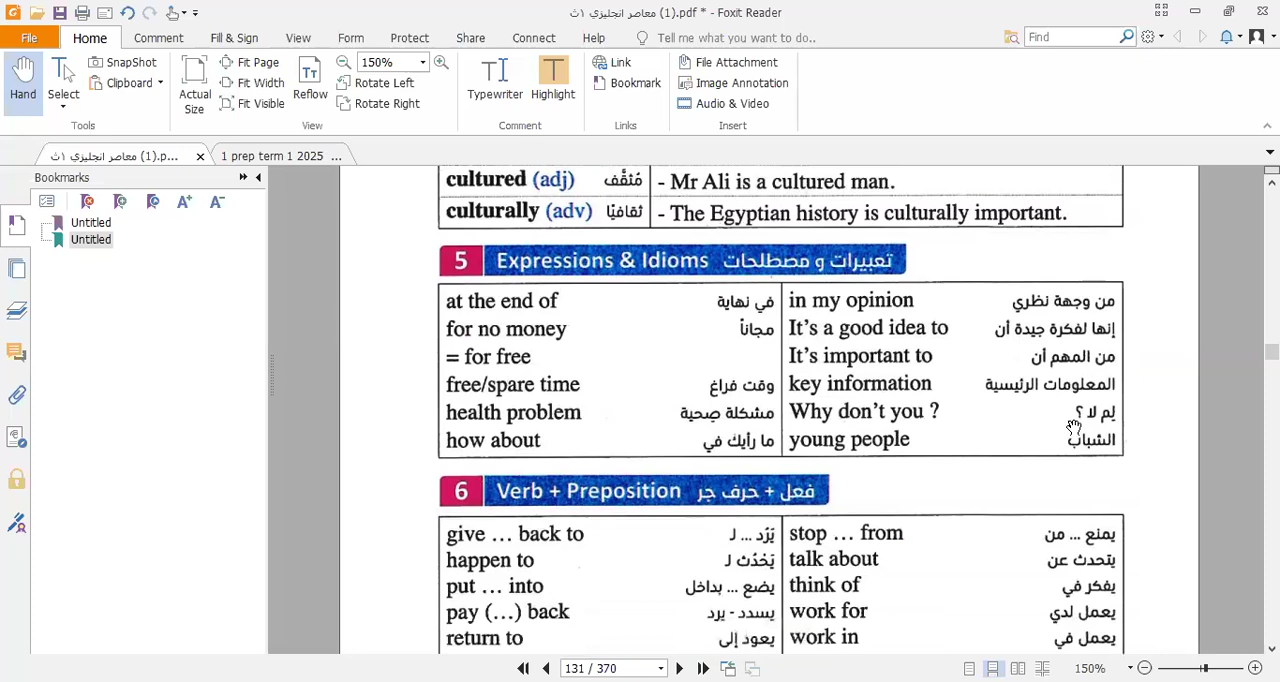 معاصر انجليزي ١ث (1).pdf * - Foxit Reader
File Home Comment Fill & Sign View Form Protect Share Connect Help Tell me what you want to do.. Find
Hand Select SnapShot Clipboard Actual Size Fit Page Fit Width Fit Visible Reflow 150% Rotate Left Rotate Right Typewriter Highlight Link Bookmark File Attachment Image Annotation Audio & Video
Tools View Comment Links Insert
معاصر انجليزي ١ث (1).p... 1 prep term 1 2025 ...
Bookmarks
Untitled
Untitled
cultured (adj) مُثقَّف - Mr Ali is a cultured man.
culturally (adv) ثقافيًا - The Egyptian history is culturally important.
5 Expressions & Idioms تعبيرات و مصطلحات
at the end of في نهاية in my opinion من وجهة نظري
for no money مجاناً It's a good idea to إنها لفكرة جيدة أن
= for free It's important to من المهم أن
free/spare time وقت فراغ key information المعلومات الرئيسية
health problem مشكلة صحية Why don't you ? لِم لا ؟
how about ما رأيك في young people الشباب
6 Verb + Preposition فعل + حرف جر
give ... back to يَرُد ... لـ stop ... from يمنع ... من
happen to يَحْدُث لـ talk about يتحدث عن
put ... into يضع ... بداخل think of يفكر في
pay (...) back يسدد - يرد work for يعمل لدي
return to يعود إلى work in يعمل في
131 / 370 150%